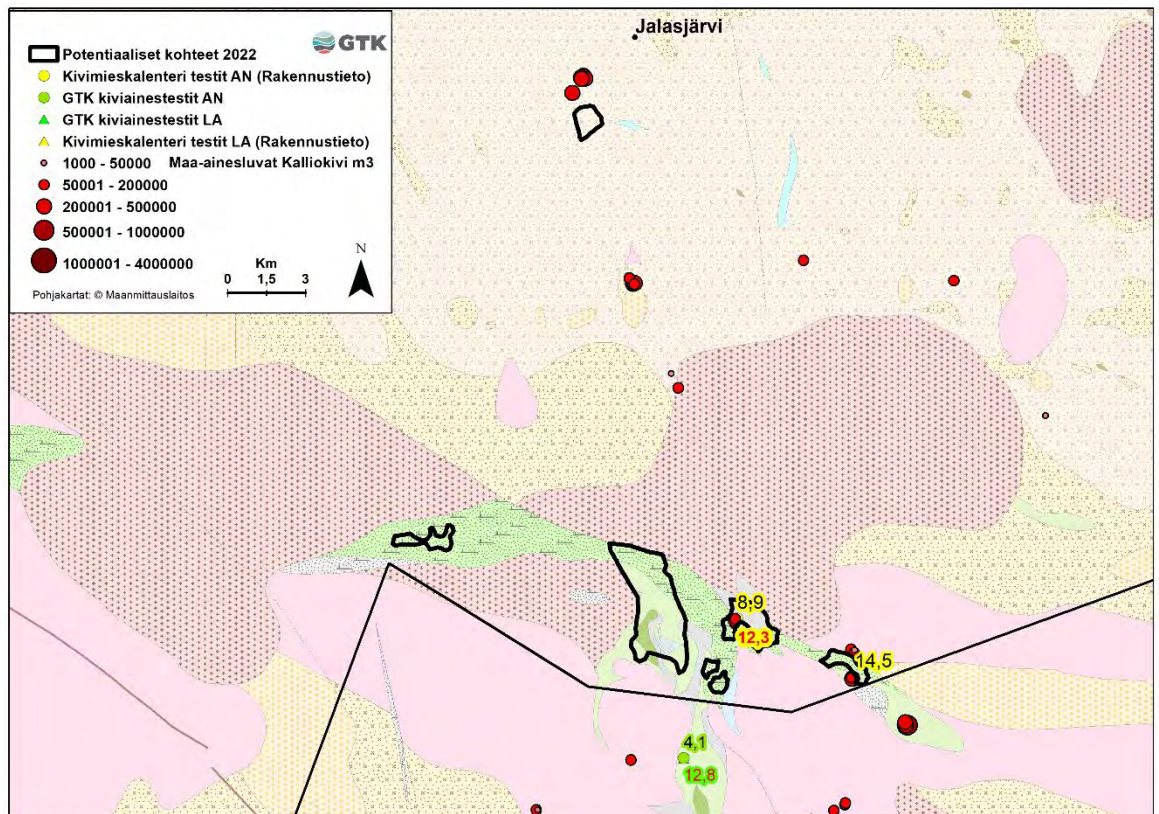 Jalasjärvi
GTK
Potentiaaliset kohteet 2022
Kivimieskalenteri testit AN (Rakennustieto)
GTK kiviainestestit AN
GTK kiviainestestit LA
Kivimieskalenteri testit LA (Rakennustieto)
1000 - 50000 Maa-ainesluvat Kalliokivi m3
50001 - 200000
200001 - 500000
500001 - 1000000
1000001 - 4000000
N
Km
0 1,5 3
Pohjakartat: © Maanmittauslaitos
8,9
12,3
14,5
4,1
12,8